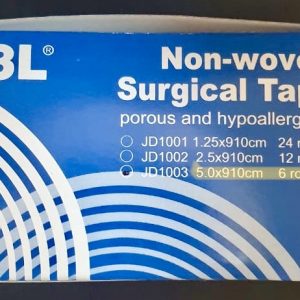 BL®
Non-wove
Surgical Tap
porous and hypoallerg
JD1001 1.25x910cm 24 r
JD1002 2.5x910cm 12 r
JD1003 5.0x910cm 6 ro